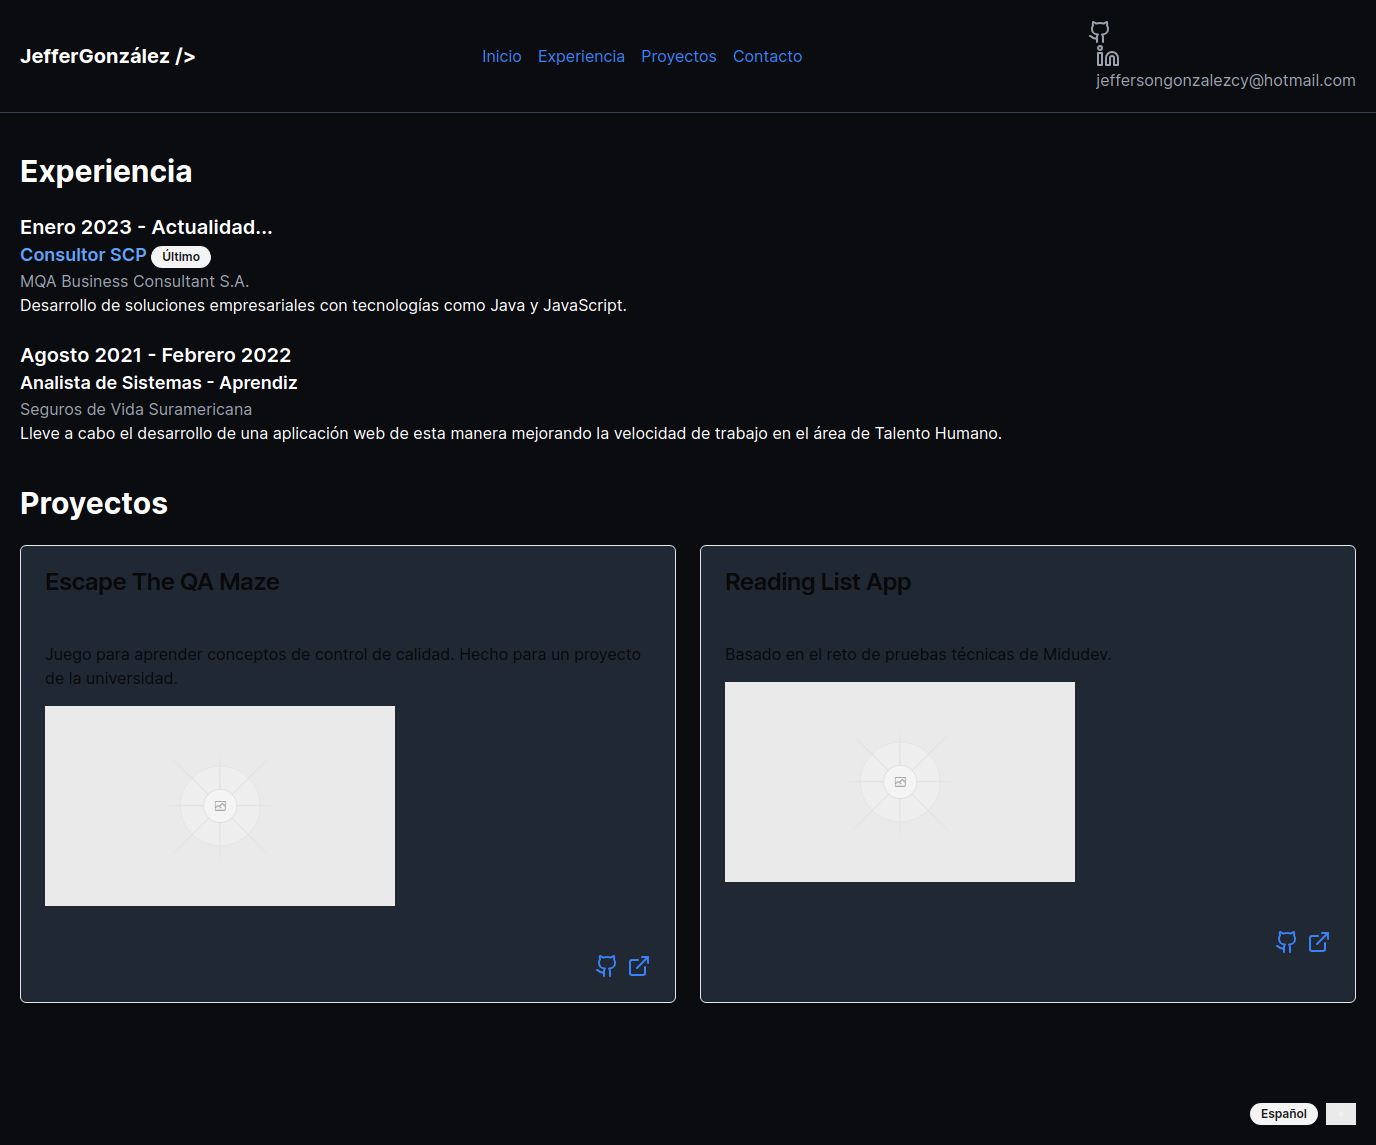 JefferGonzález />
Inicio Experiencia Proyectos Contacto
jeffersongonzalezcy@hotmail.com
Experiencia
Enero 2023 - Actualidad...
Consultor SCP Último
MQA Business Consultant S.A.
Desarrollo de soluciones empresariales con tecnologías como Java y JavaScript.
Agosto 2021 - Febrero 2022
Analista de Sistemas - Aprendiz
Seguros de Vida Suramericana
Lleve a cabo el desarrollo de una aplicación web de esta manera mejorando la velocidad de trabajo en el área de Talento Humano.
Proyectos
Escape The QA Maze
Juego para aprender conceptos de control de calidad. Hecho para un proyecto
de la universidad.
Reading List App
Basado en el reto de pruebas técnicas de Midudev.
Español